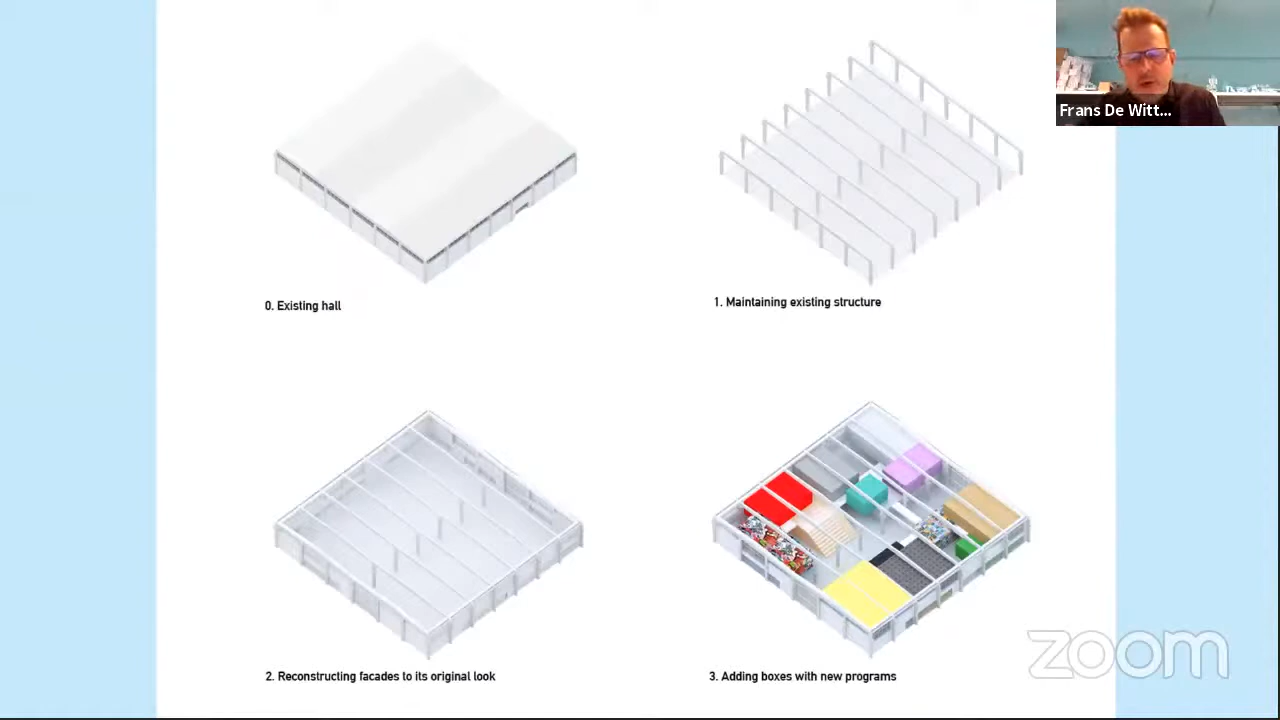 Frans De Witt...
0. Existing hall
1. Maintaining existing structure
2. Reconstructing facades to its original look
3. Adding boxes with new programs
zoom